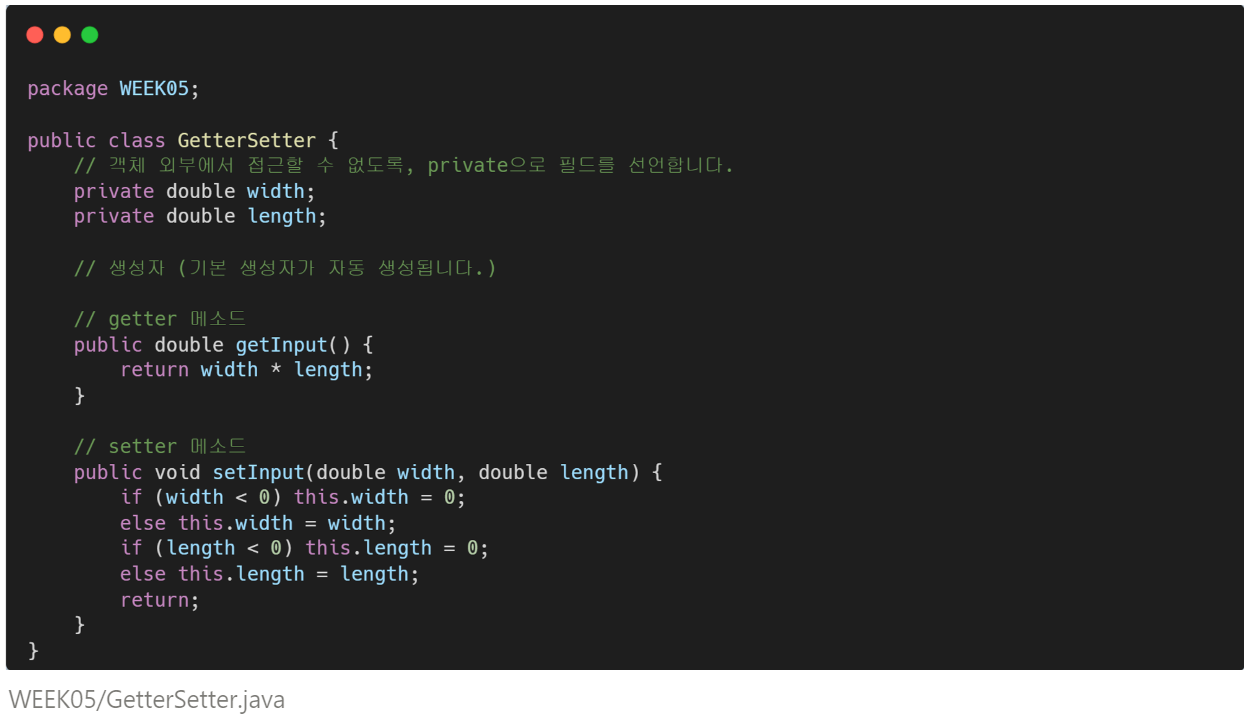 package WEEK05;
public class GetterSetter {
    // 객체 외부에서 접근할 수 없도록, private으로 필드를 선언합니다.
    private double width;
    private double length;
    // 생성자 (기본 생성자가 자동 생성됩니다.)
    // getter 메소드
    public double getInput() {
        return width * length;
    }
    // setter 메소드
    public void setInput(double width, double length) {
        if (width < 0) this.width = 0;
        else this.width = width;
        if (length < 0) this.length = 0;
        else this.length = length;
        return;
    }
}
WEEK05/GetterSetter.java